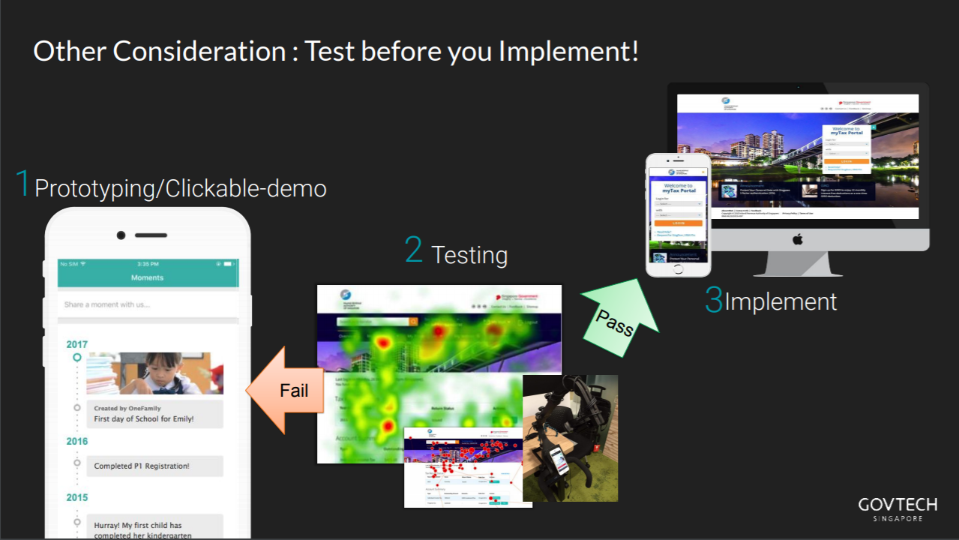 Other Consideration : Test before you Implement!
1 Prototyping/Clickable-demo
No SIM
3:35 PM
Moments
Share a moment with us...
2017
Created by OneFamily
First day of School for Emily!
2016
Completed P1 Registration!
2015
Hurray! My first child has
completed her kindergarten
2 Testing
Fail
Pass
Account
Return Status
3 Implement
Welcome to
myTax Portal
Welcome to
myTax Portal
GOVTECH
SINGAPORE